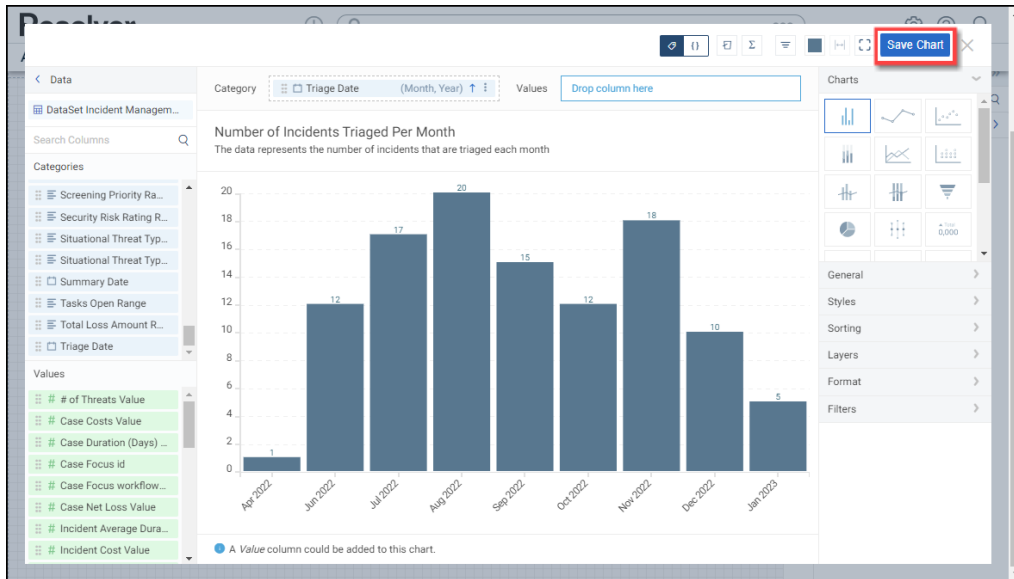 Resolver
{}
Σ
Save Chart
Data
DataSet Incident Managem...
Search Columns
Categories
Screening Priority Ra...
Security Risk Rating R...
Situational Threat Typ...
Situational Threat Typ...
Summary Date
Tasks Open Range
Total Loss Amount R...
Triage Date
Values
# # of Threats Value
# Case Costs Value
# Case Duration (Days) ...
# Case Focus id
# Case Focus workflow...
# Case Net Loss Value
# Incident Average Dura...
# Incident Cost Value
Category
Triage Date (Month, Year)
Values
Drop column here
Number of Incidents Triaged Per Month
The data represents the number of incidents that are triaged each month
20
18
16
14
12
10
8
6
4
2
0
1
12
17
20
15
12
18
10
5
Apr 2022
Jun 2022
Jul 2022
Aug 2022
Sep 2022
Oct 2022
Nov 2022
Dec 2022
Jan 2023
A Value column could be added to this chart.
Charts
0,000
General
Styles
Sorting
Layers
Format
Filters